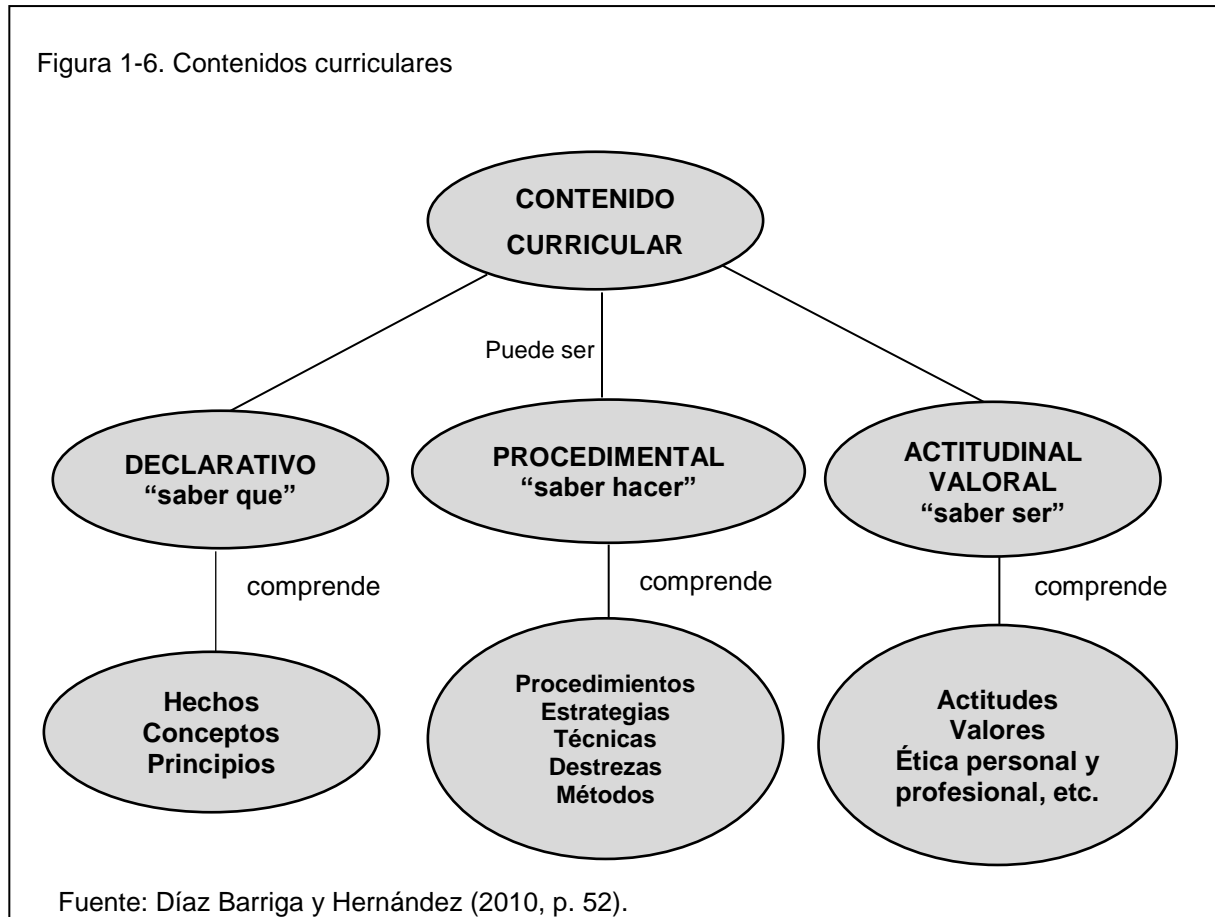 Figura 1-6. Contenidos curriculares
CONTENIDO
CURRICULAR
Puede ser
DECLARATIVO
“saber que”
PROCEDIMENTAL
“saber hacer”
ACTITUDINAL
VALORAL
“saber ser”
comprende
comprende
comprende
Hechos
Conceptos
Principios
Procedimientos
Estrategias
Técnicas
Destrezas
Métodos
Actitudes
Valores
Ética personal y
profesional, etc.
Fuente: Díaz Barriga y Hernández (2010, p. 52).